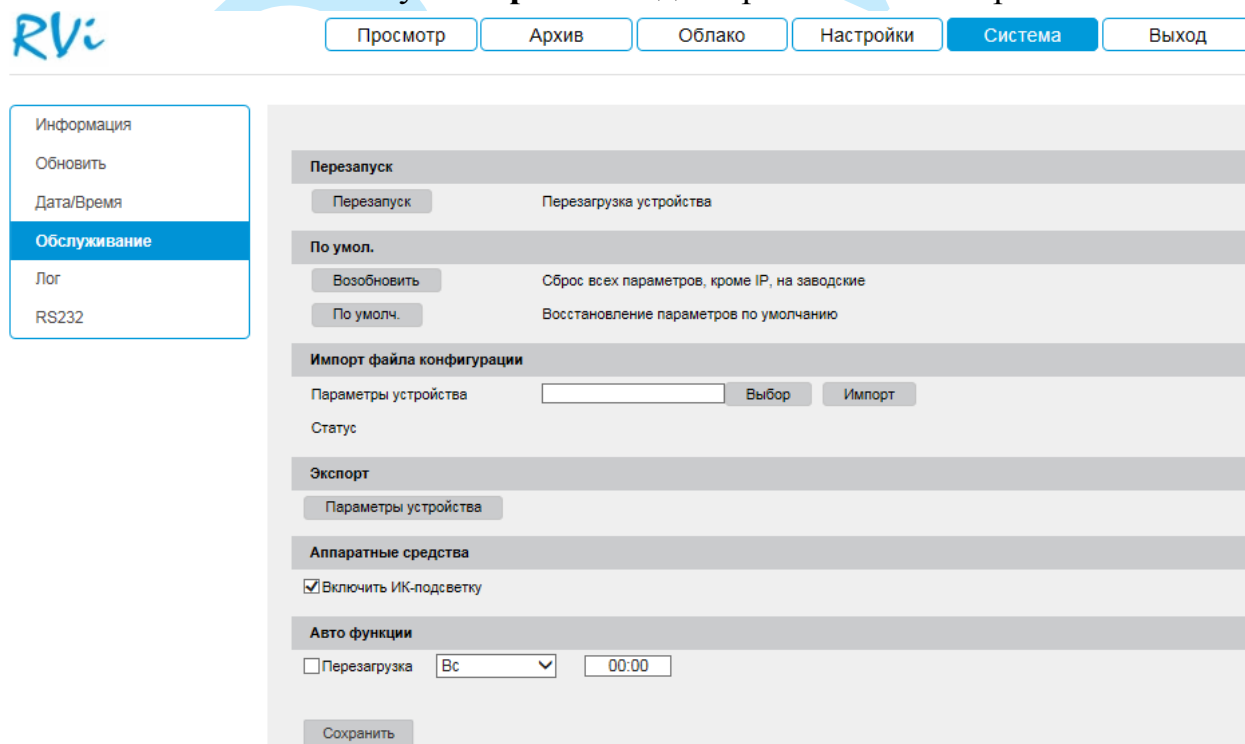 RVi
Просмотр Архив Облако Настройки Система Выход
Информация
Обновить
Дата/Время
Обслуживание
Лог
RS232
Перезапуск
Перезапуск Перезагрузка устройства
По умол.
Возобновить Сброс всех параметров, кроме IP, на заводские
По умолч. Восстановление параметров по умолчанию
Импорт файла конфигурации
Параметры устройства Выбор Импорт
Статус
Экспорт
Параметры устройства
Аппаратные средства
Включить ИК-подсветку
Авто функции
Перезагрузка Вс 00:00
Сохранить